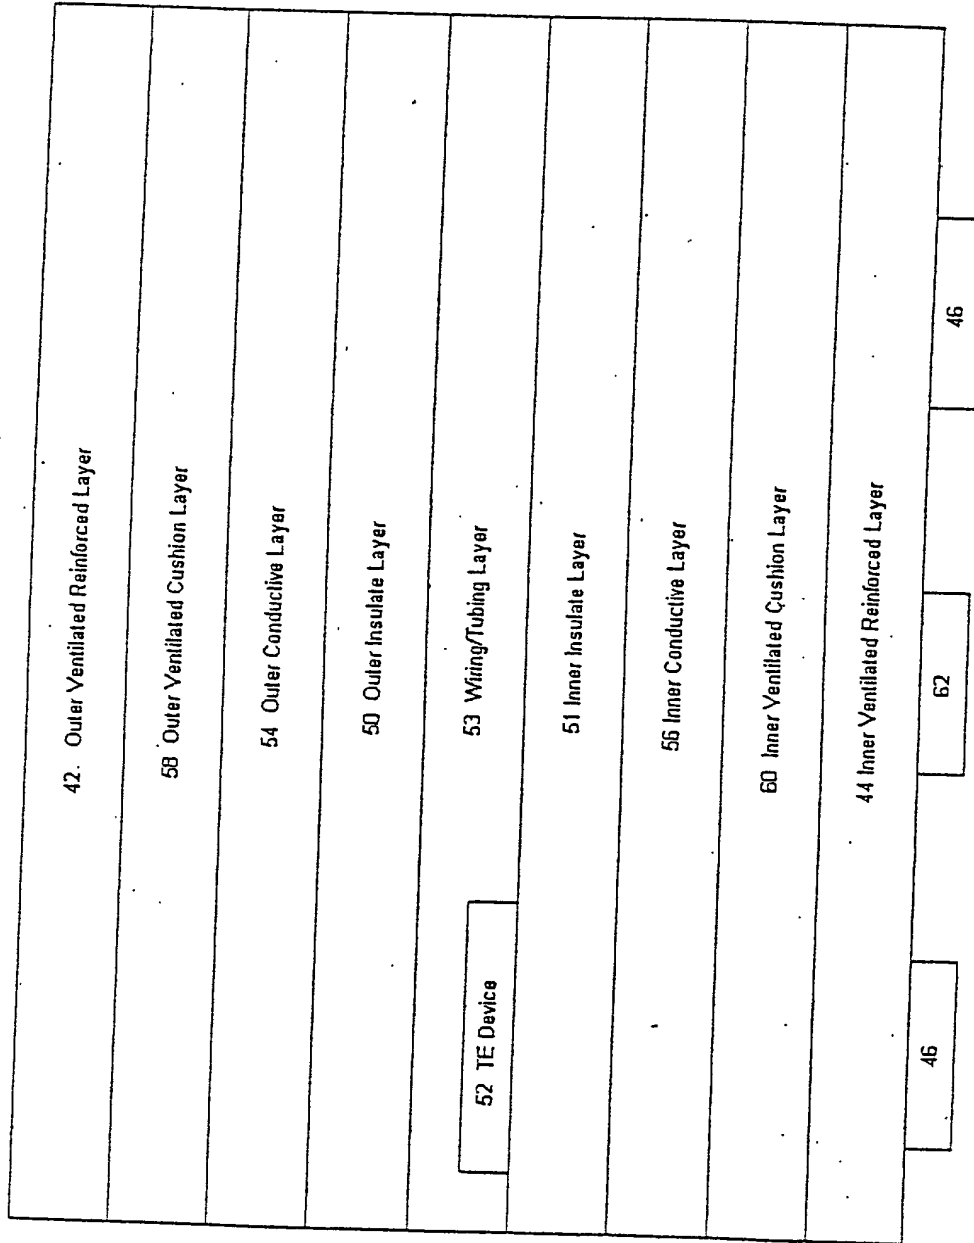 42. Outer Ventilated Reinforced Layer
58 Outer Ventilated Cushion Layer
54 Outer Conductive Layer
50 Outer Insulate Layer
53 Wiring/Tubing Layer
52 TE Device
51 Inner Insulate Layer
56 Inner Conductive Layer
60 Inner Ventilated Cushion Layer
44 Inner Ventilated Reinforced Layer
46
62
46